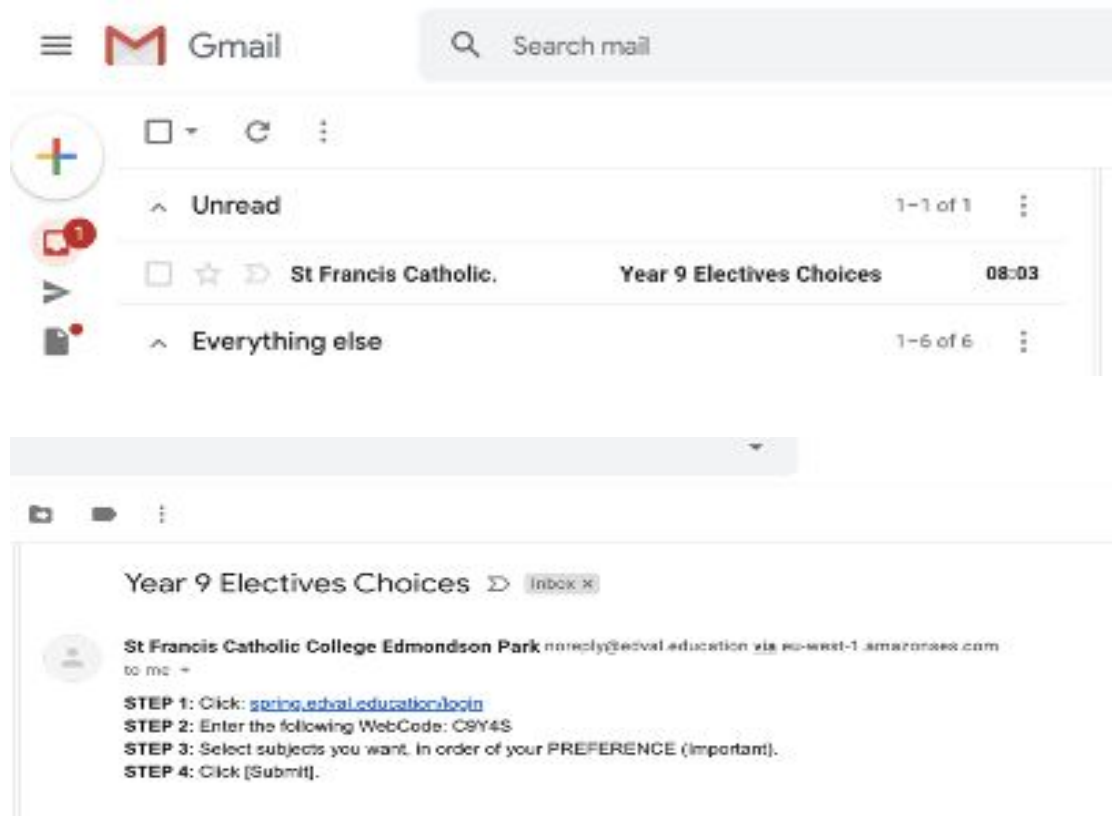 Gmail
Search mail
Unread
1-1 of 1
1
St Francis Catholic. Year 9 Electives Choices 08:03
Everything else
1-6 of 6
Year 9 Electives Choices Inbox ×
St Francis Catholic College Edmondson Park noreply@edval.education via eu-west-1.amazonses.com
to me
STEP 1: Click: spring.edval.education/login
STEP 2: Enter the following WebCode: C9Y4S
STEP 3: Select subjects you want, in order of your PREFERENCE (Important).
STEP 4: Click [Submit].